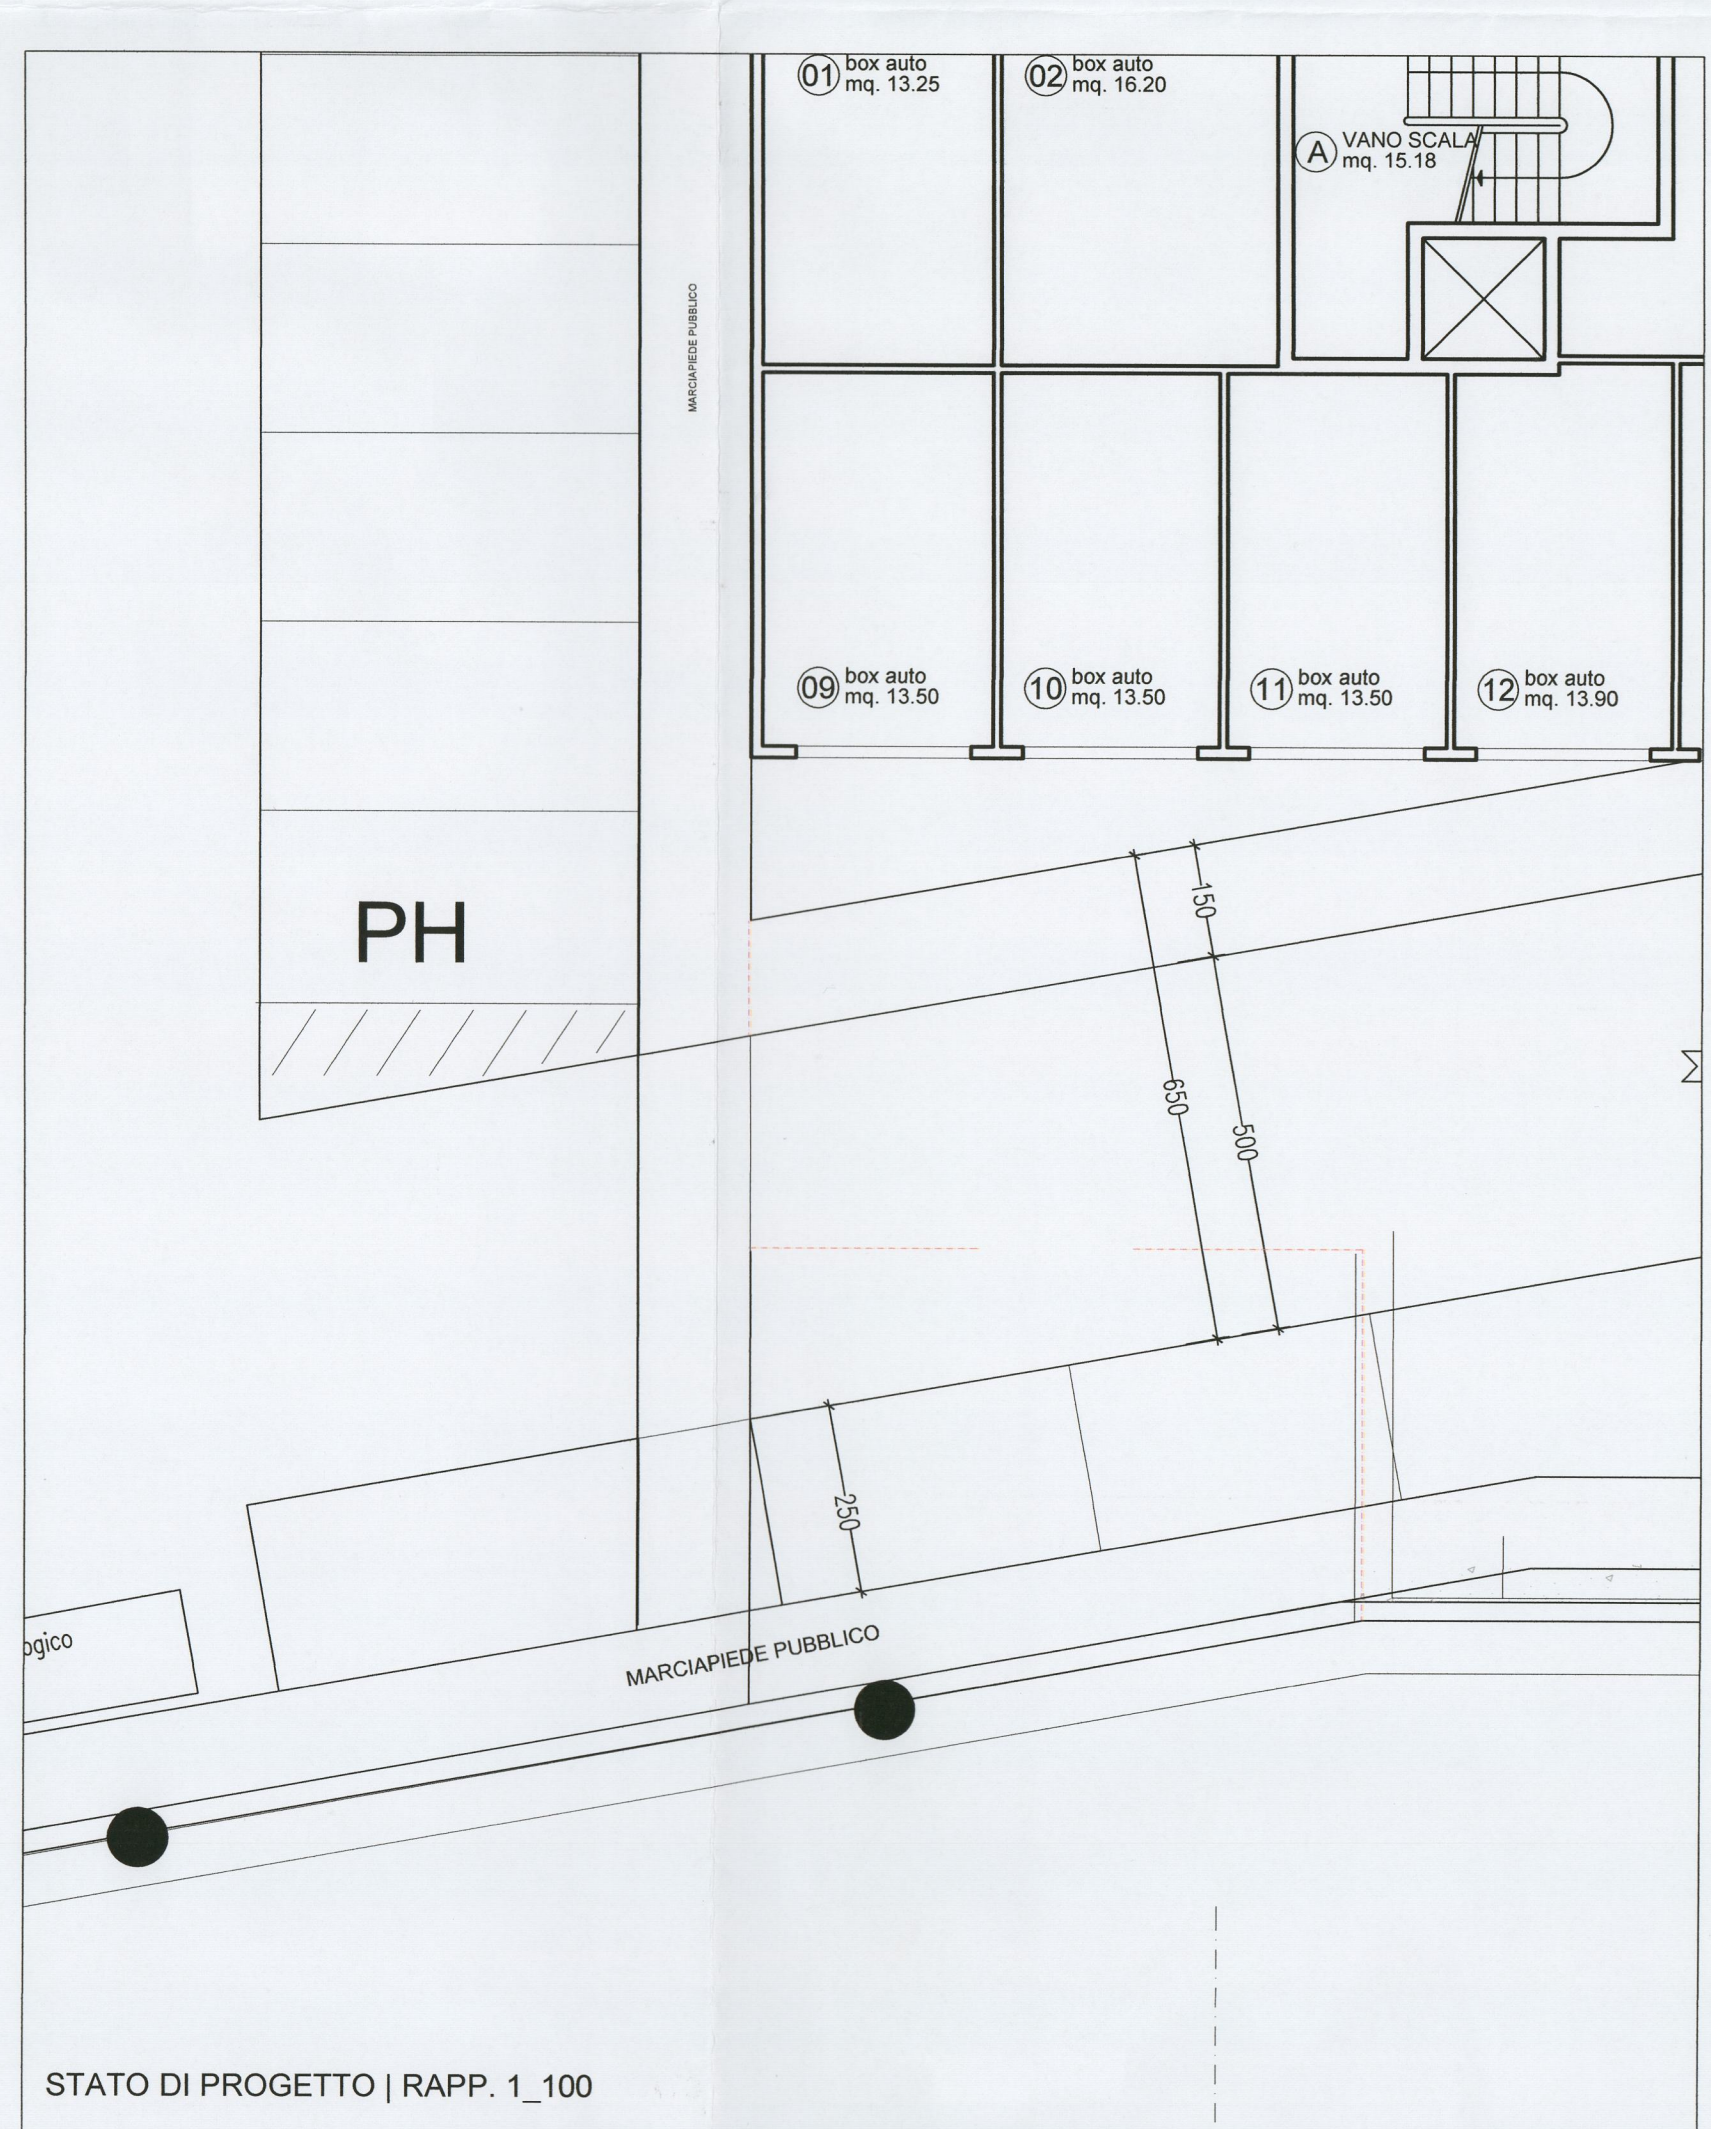 01 box auto
mq. 13.25
02 box auto
mq. 16.20
A VANO SCALA
mq. 15.18
MARCIAPIEDE PUBBLICO
09 box auto
mq. 13.50
10 box auto
mq. 13.50
11 box auto
mq. 13.50
12 box auto
mq. 13.90
PH
150
650
500
250
ogico
MARCIAPIEDE PUBBLICO
STATO DI PROGETTO | RAPP. 1_100